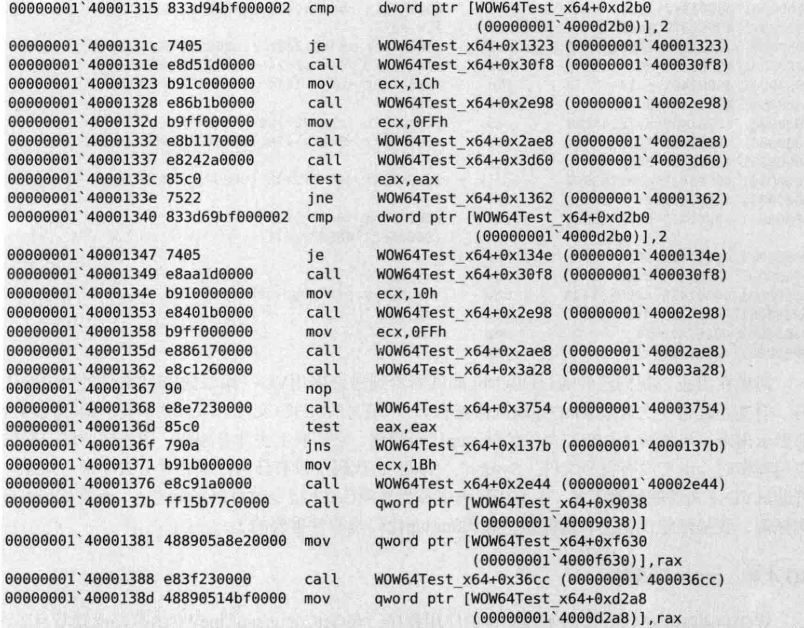 00000001`40001315 833d94bf000002 cmp dword ptr [WOW64Test_x64+0xd2b0
(00000001`4000d2b0)],2
00000001`4000131c 7405 je WOW64Test_x64+0x1323 (00000001`40001323)
00000001`4000131e e8d51d0000 call WOW64Test_x64+0x30f8 (00000001`400030f8)
00000001`40001323 b91c000000 mov ecx,1Ch
00000001`40001328 e86b1b0000 call WOW64Test_x64+0x2e98 (00000001`40002e98)
00000001`4000132d b9ff000000 mov ecx,0FFh
00000001`40001332 e8b1170000 call WOW64Test_x64+0x2ae8 (00000001`40002ae8)
00000001`40001337 e8242a0000 call WOW64Test_x64+0x3d60 (00000001`40003d60)
00000001`4000133c 85c0 test eax,eax
00000001`4000133e 7522 jne WOW64Test_x64+0x1362 (00000001`40001362)
00000001`40001340 833d69bf000002 cmp dword ptr [WOW64Test_x64+0xd2b0
(00000001`4000d2b0)],2
00000001`40001347 7405 je WOW64Test_x64+0x134e (00000001`4000134e)
00000001`40001349 e8aa1d0000 call WOW64Test_x64+0x30f8 (00000001`400030f8)
00000001`4000134e b910000000 mov ecx,10h
00000001`40001353 e8401b0000 call WOW64Test_x64+0x2e98 (00000001`40002e98)
00000001`40001358 b9ff000000 mov ecx,0FFh
00000001`4000135d e886170000 call WOW64Test_x64+0x2ae8 (00000001`40002ae8)
00000001`40001362 e8c1260000 call WOW64Test_x64+0x3a28 (00000001`40003a28)
00000001`40001367 90 nop
00000001`40001368 e8e7230000 call WOW64Test_x64+0x3754 (00000001`40003754)
00000001`4000136d 85c0 test eax,eax
00000001`4000136f 790a jns WOW64Test_x64+0x137b (00000001`4000137b)
00000001`40001371 b91b000000 mov ecx,1Bh
00000001`40001376 e8c91a0000 call WOW64Test_x64+0x2e44 (00000001`40002e44)
00000001`4000137b ff15b77c0000 call qword ptr [WOW64Test_x64+0x9038
(00000001`40009038)]
00000001`40001381 488905a8e20000 mov qword ptr [WOW64Test_x64+0xf630
(00000001`4000f630)],rax
00000001`40001388 e83f230000 call WOW64Test_x64+0x36cc (00000001`400036cc)
00000001`4000138d 48890514bf0000 mov qword ptr [WOW64Test_x64+0xd2a8
(00000001`4000d2a8)],rax